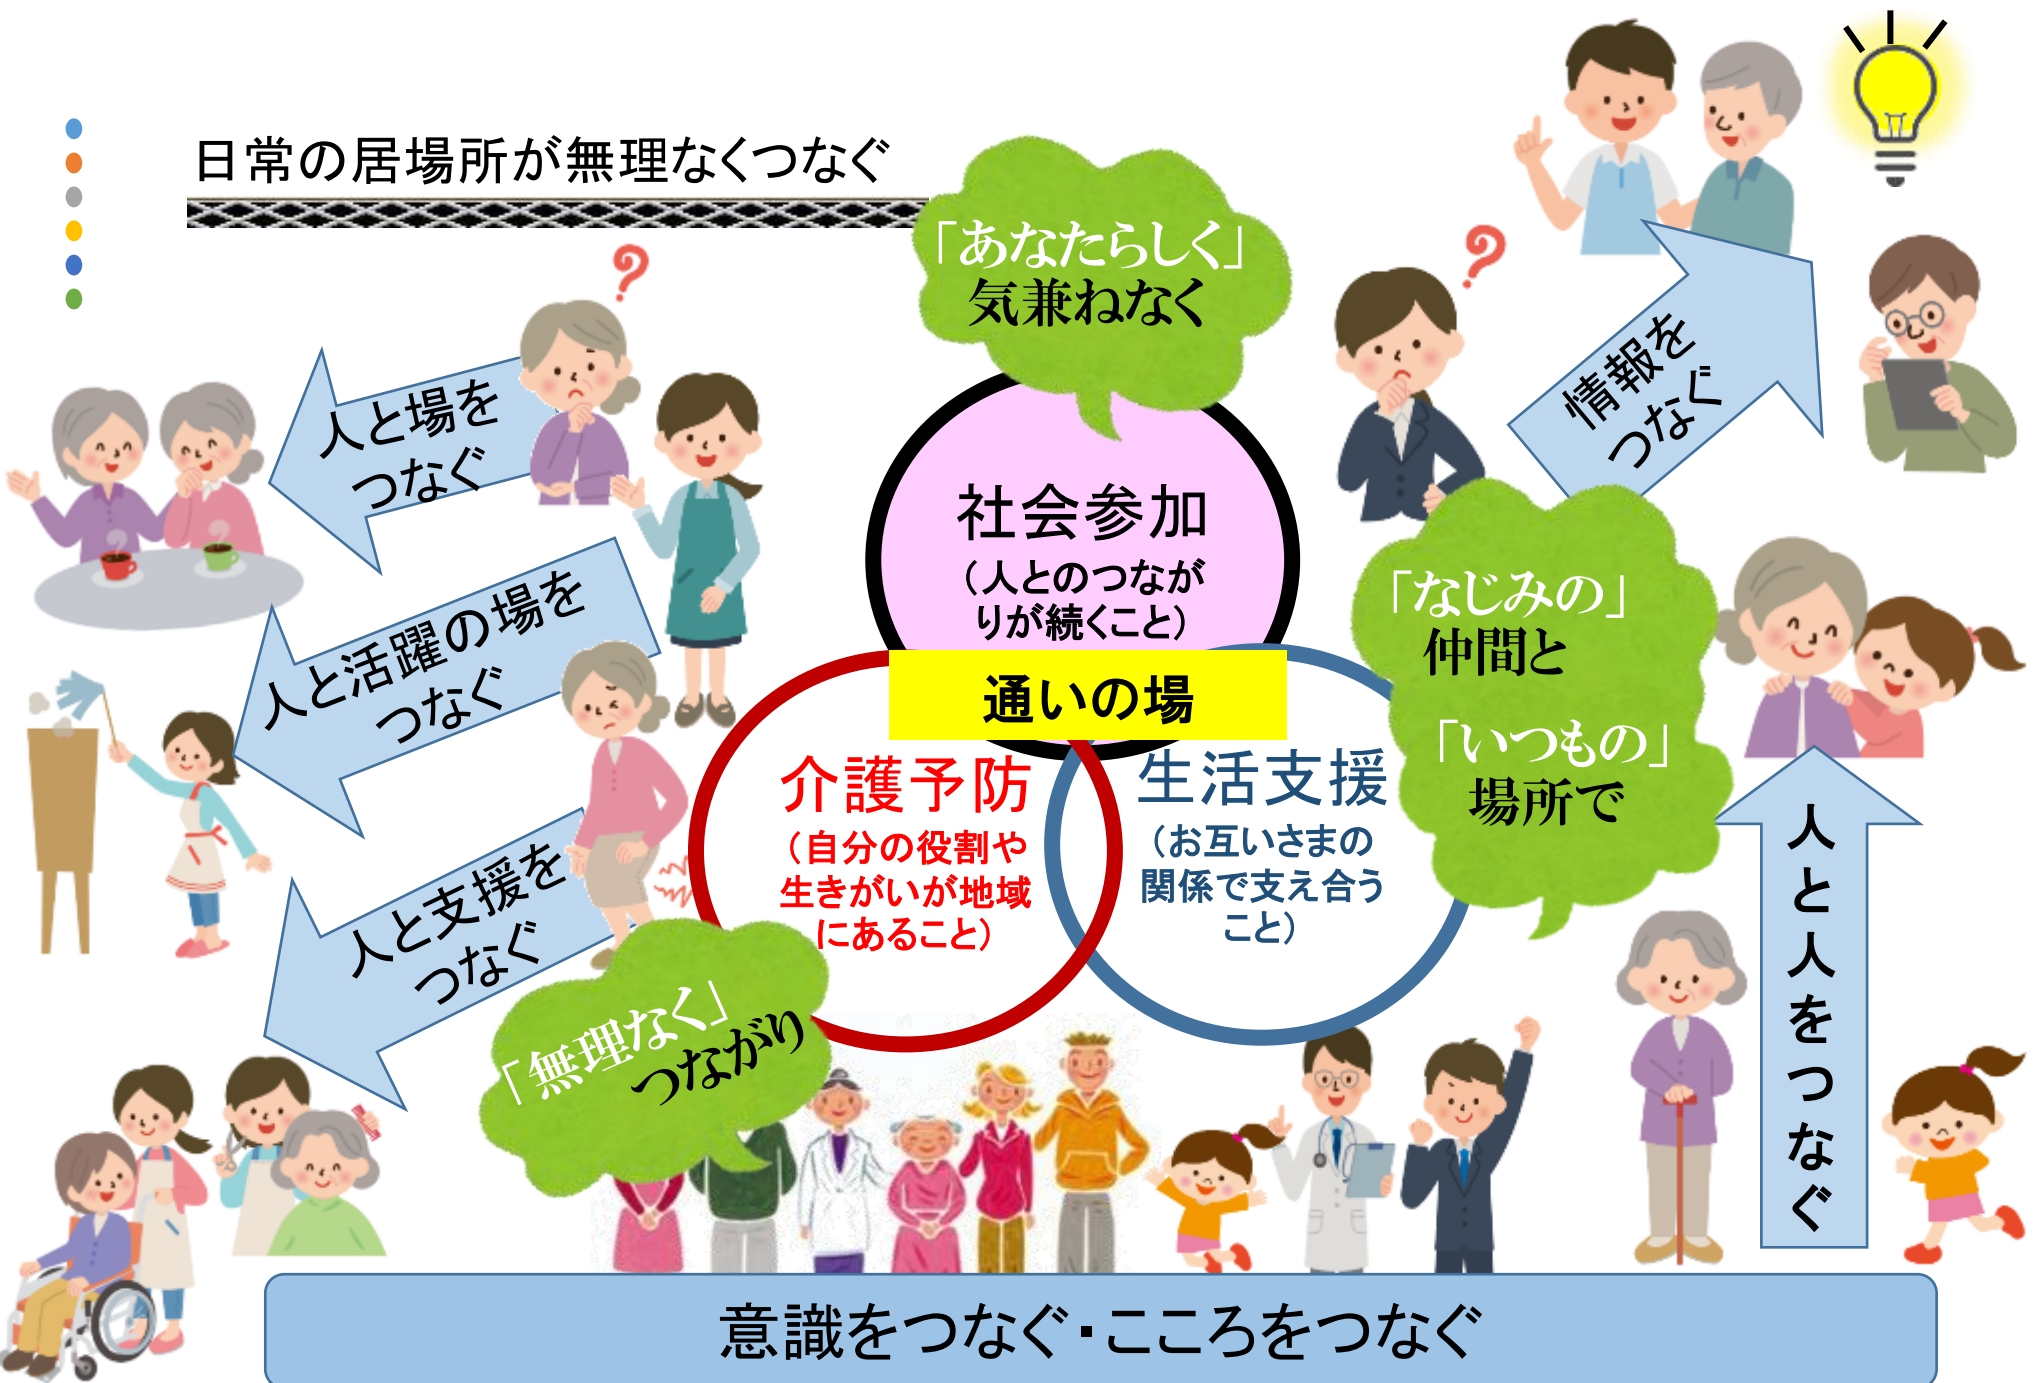 日常の居場所が無理なくつなぐ
「あなたらしく」
気兼ねなく
人と場を
つなぐ
人と活躍の場を
つなぐ
人と支援を
つなぐ
社会参加
（人とのつなが
りが続くこと）
通いの場
介護予防
（自分の役割や
生きがいが地域
にあること）
生活支援
（お互いさまの
関係で支え合う
こと）
情報を
つなぐ
「なじみの」
仲間と
「いつもの」
場所で
「無理なく」
つながり
人と人をつなぐ
意識をつなぐ・こころをつなぐ